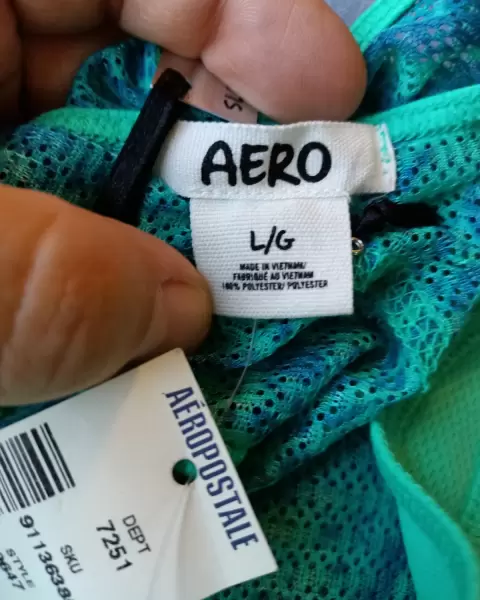 AERO
L/G
MADE IN VIETNAM/
FABRIQUÉ AU VIETNAM
100% POLYESTER/ POLYESTER
AÉROPOSTALE
DEPT
7251
SKU
STYLE